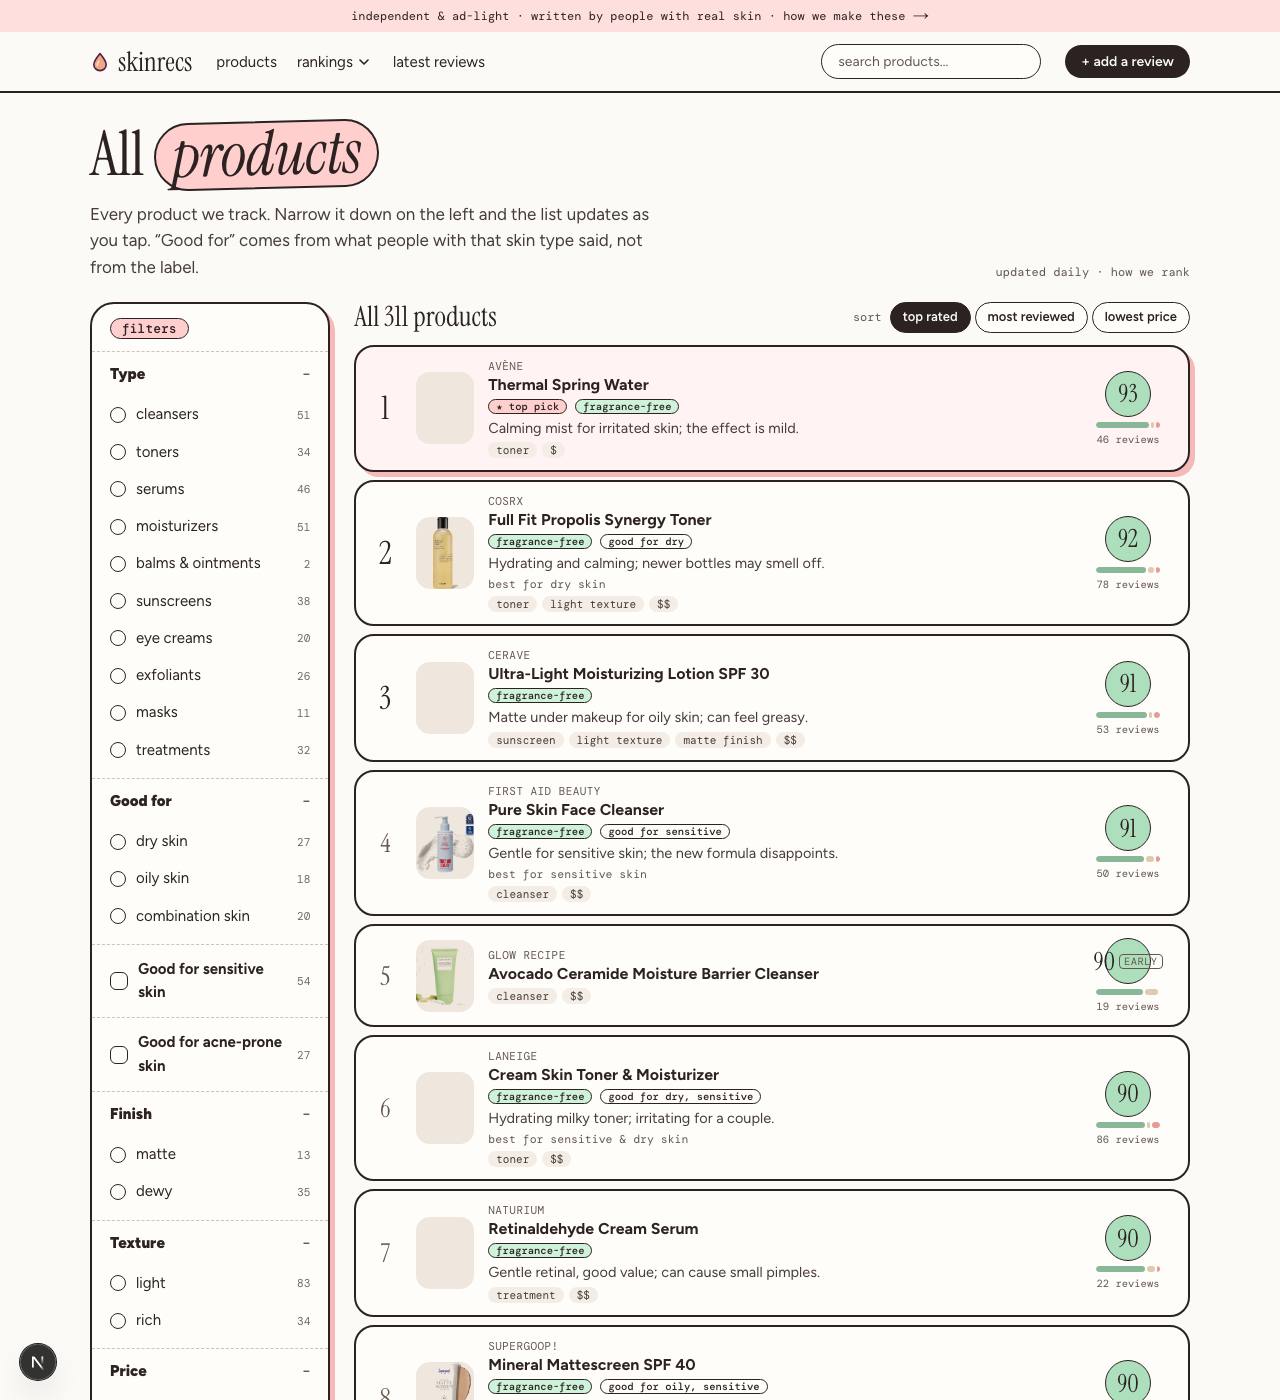 independent & ad-light · written by people with real skin · how we make these →
skinrecs
products
rankings
latest reviews
search products...
+ add a review
All products
Every product we track. Narrow it down on the left and the list updates as
you tap. “Good for” comes from what people with that skin type said, not
from the label.
updated daily · how we rank
filters
Type −
cleansers 51
toners 34
serums 46
moisturizers 51
balms & ointments 2
sunscreens 38
eye creams 20
exfoliants 26
masks 11
treatments 32
Good for −
dry skin 27
oily skin 18
combination skin 20
Good for sensitive
skin
54
Good for acne-prone
skin
27
Finish −
matte 13
dewy 35
Texture −
light 83
rich 34
Price −
All 311 products
sort
top rated
most reviewed
lowest price
1
AVÈNE
Thermal Spring Water
★ top pick fragrance-free
Calming mist for irritated skin; the effect is mild.
toner $
93
46 reviews
2
COSRX
Full Fit Propolis Synergy Toner
fragrance-free good for dry
Hydrating and calming; newer bottles may smell off.
best for dry skin
toner light texture $$
92
78 reviews
3
CERAVE
Ultra-Light Moisturizing Lotion SPF 30
fragrance-free
Matte under makeup for oily skin; can feel greasy.
sunscreen light texture matte finish $$
91
53 reviews
4
FIRST AID BEAUTY
Pure Skin Face Cleanser
fragrance-free good for sensitive
Gentle for sensitive skin; the new formula disappoints.
best for sensitive skin
cleanser $$
91
50 reviews
5
GLOW RECIPE
Avocado Ceramide Moisture Barrier Cleanser
cleanser $$
90 EARLY
19 reviews
6
LANEIGE
Cream Skin Toner & Moisturizer
fragrance-free good for dry, sensitive
Hydrating milky toner; irritating for a couple.
best for sensitive & dry skin
toner $$
90
86 reviews
7
NATURIUM
Retinaldehyde Cream Serum
fragrance-free
Gentle retinal, good value; can cause small pimples.
treatment $$
90
22 reviews
8
SUPERGOOP!
Mineral Mattescreen SPF 40
fragrance-free good for oily, sensitive
90
N